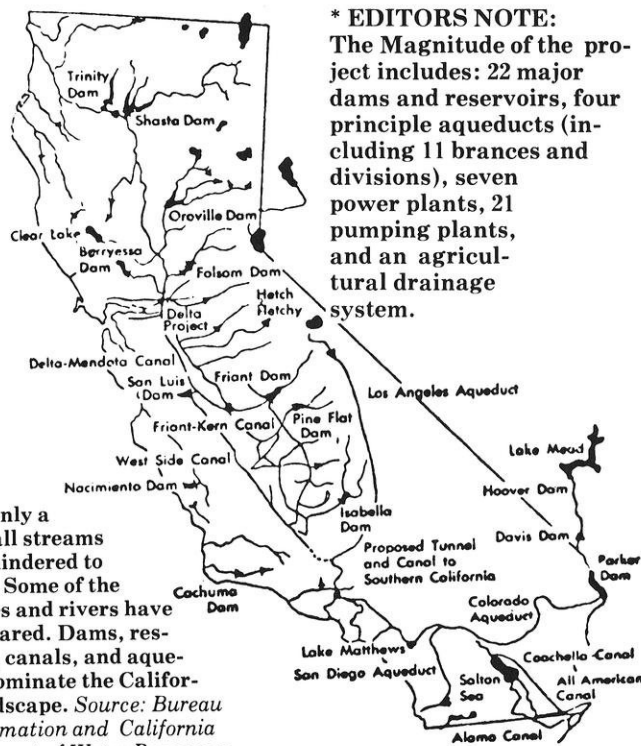 * EDITORS NOTE:
The Magnitude of the pro-
ject includes: 22 major
dams and reservoirs, four
principle aqueducts (in-
cluding 11 brances and
divisions), seven
power plants, 21
pumping plants,
and an agricul-
tural drainage
system.
Trinity
Dam
Shasta Dam
Oroville Dam
Clear Lake
Berryessa
Dam
Folsom Dam
Hetch
Fletchy
Delta
Project
Delta-Mendota Canal
San Luis
Dam
Friant Dam
Los Angeles Aqueduct
Friant-Kern Canal
Pine Flat
Dam
West Side Canal
Lake Mead
Nacimiento Dam
Hoover Dam
Isabella
Dam
Davis Dam
Proposed Tunnel
and Canal to
Southern California
Parker
Dam
Cachuma
Dam
Colorado
Aqueduct
Lake Matthews
San Diego Aqueduct
Coachella Canal
Salton
Sea
All American
Canal
Alamo Canal
nly a
all streams
indered to
Some of the
es and rivers have
ared. Dams, res-
canals, and aque-
ominate the Califor-
dscape. Source: Bureau
mation and California